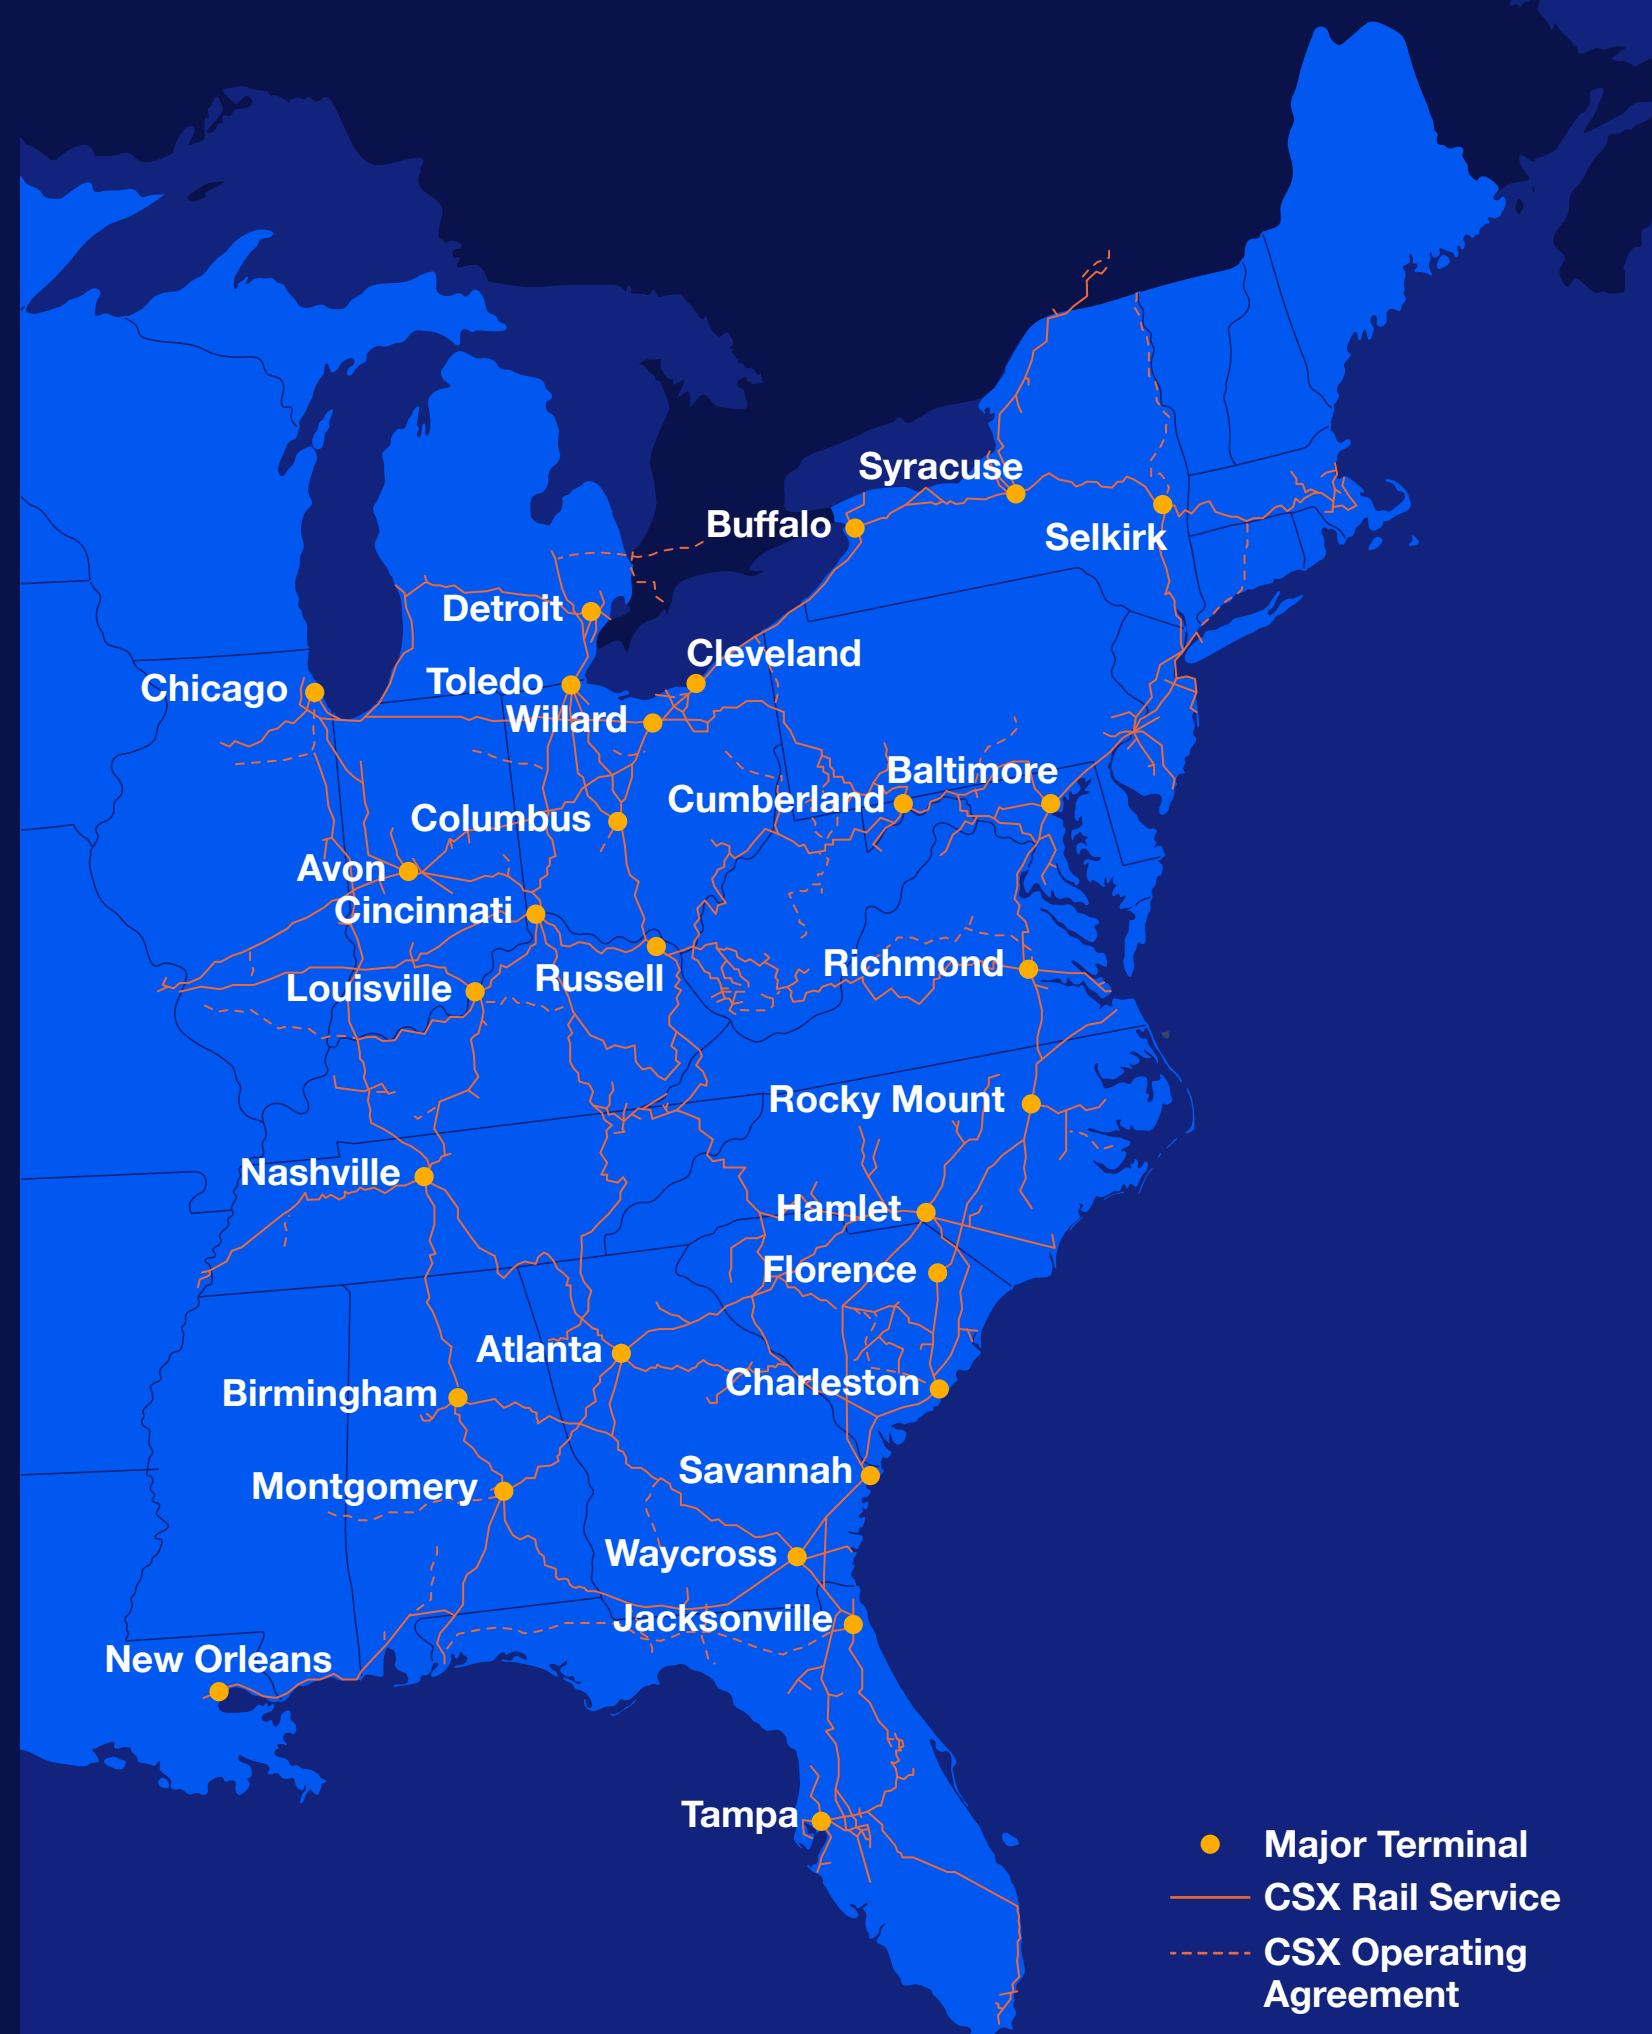 Syracuse
Buffalo
Selkirk
Detroit
Cleveland
Toledo
Chicago
Willard
Baltimore
Cumberland
Columbus
Avon
Cincinnati
Richmond
Russell
Louisville
Rocky Mount
Nashville
Hamlet
Florence
Atlanta
Charleston
Birmingham
Savannah
Montgomery
Waycross
Jacksonville
New Orleans
Tampa
Major Terminal
CSX Rail Service
CSX Operating
Agreement